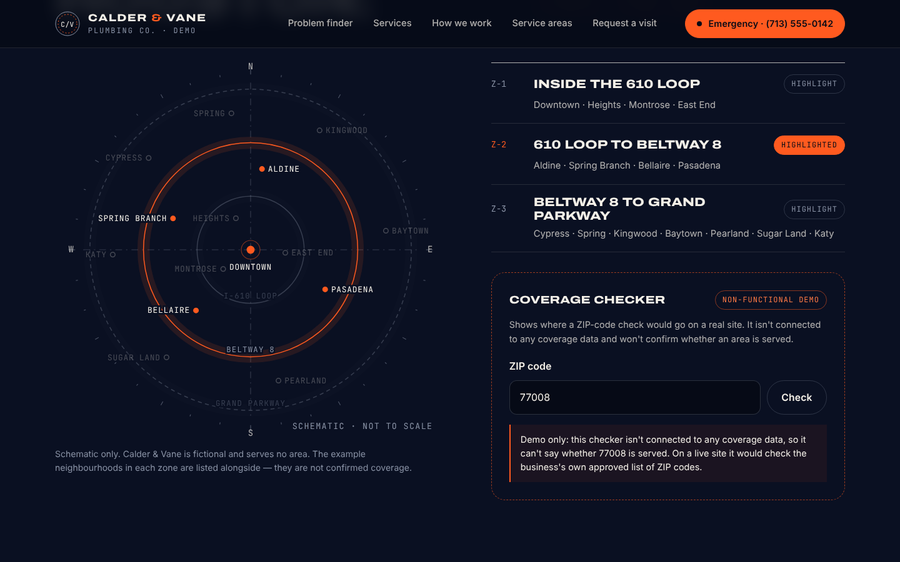 C/V
CALDER & VANE
PLUMBING CO. · DEMO
Problem finder
Services
How we work
Service areas
Request a visit
Emergency · (713) 555-0142
N
SPRING
KINGWOOD
CYPRESS
ALDINE
SPRING BRANCH
HEIGHTS
BAYTOWN
W
E
KATY
EAST END
MONTROSE
DOWNTOWN
I-610 LOOP
PASADENA
BELLAIRE
BELTWAY 8
SUGAR LAND
PEARLAND
GRAND PARKWAY
S
SCHEMATIC · NOT TO SCALE
Schematic only. Calder & Vane is fictional and serves no area. The example
neighbourhoods in each zone are listed alongside — they are not confirmed coverage.
Z-1
INSIDE THE 610 LOOP
HIGHLIGHT
Downtown · Heights · Montrose · East End
Z-2
610 LOOP TO BELTWAY 8
HIGHLIGHTED
Aldine · Spring Branch · Bellaire · Pasadena
Z-3
BELTWAY 8 TO GRAND
PARKWAY
HIGHLIGHT
Cypress · Spring · Kingwood · Baytown · Pearland · Sugar Land · Katy
COVERAGE CHECKER
NON-FUNCTIONAL DEMO
Shows where a ZIP-code check would go on a real site. It isn't connected
to any coverage data and won't confirm whether an area is served.
ZIP code
77008
Check
Demo only: this checker isn't connected to any coverage data, so it
can't say whether 77008 is served. On a live site it would check the
business's own approved list of ZIP codes.